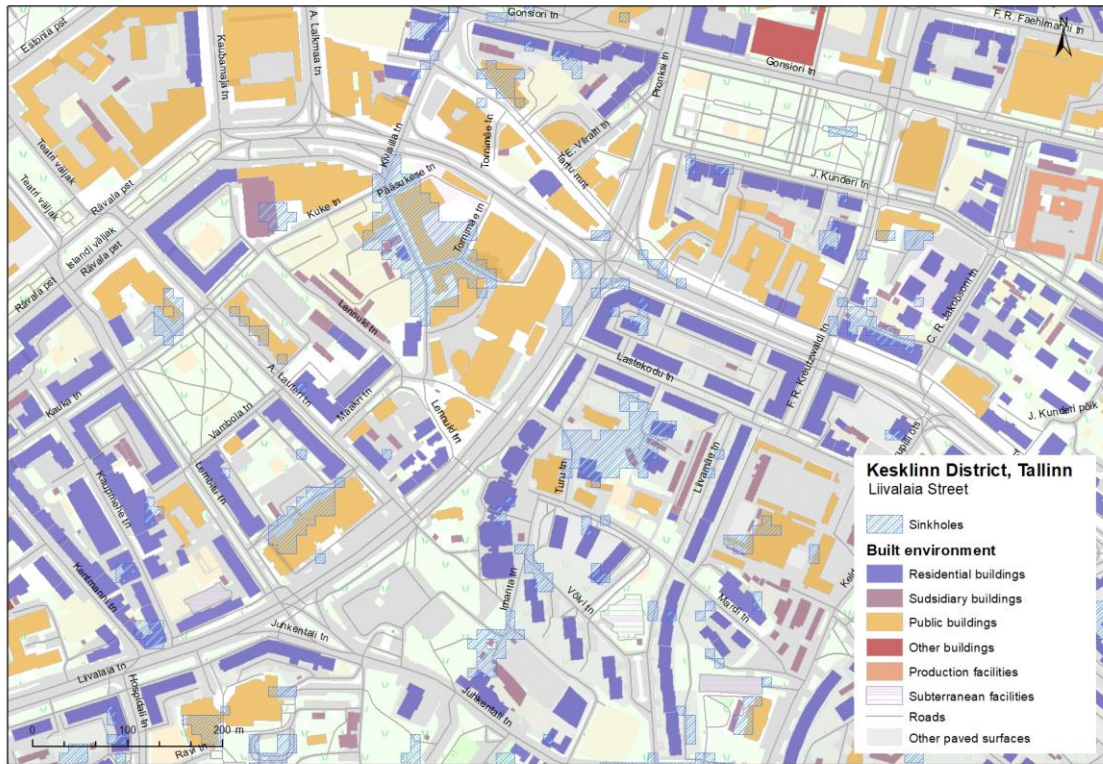 Estonia pst
Kaubamaja tn
A. Laikmaa tn
Gonsiori tn
F. R. Faehlmanni tn
N
Gonsiori tn
Pronksi tn
Teatri väljak
Teatri väljak
Rävala pst
Kivisilla tn
Tornimäe tn
E. Viiralti tn
Tartu mnt
J. Kunderi tn
Pääsukese tn
Kuke tn
Tornimäe tn
Islandi väljak
Rävala pst
Rävala pst
Lennuki tn
C. R. Jakobsoni tn
Lastekodu tn
F. R. Kreutzwaldi tn
A. Lauteri tn
Maakri tn
Lennuki tn
Kauka tn
Vambola tn
J. Kunderi põik
Lembitu tn
Kaupmehe tn
Turu tn
Liivamäe tn
Kentmanni tn
Imanta tn
Võlvi tn
Mardi tn
Juhkentali tn
Liivalaia tn
Hospidali tn
Juhkentali tn
Ravi tn
0 100 200 m
Kesklinn District, Tallinn
Liivalaia Street
Sinkholes
Built environment
Residential buildings
Sudsidiary buildings
Public buildings
Other buildings
Production facilities
Subterranean facilities
Roads
Other paved surfaces